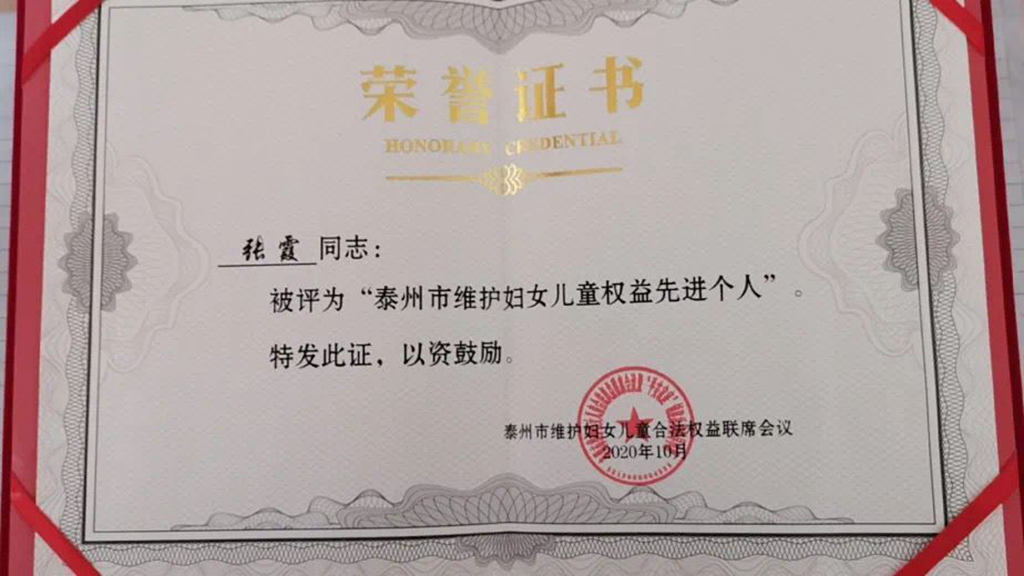 荣誉证书
HONORARY CREDENTIAL
张霞同志：
被评为“泰州市维护妇女儿童权益先进个人”。
特发此证，以资鼓励。
泰州市维护妇女儿童合法权益联席会议
2020年10月